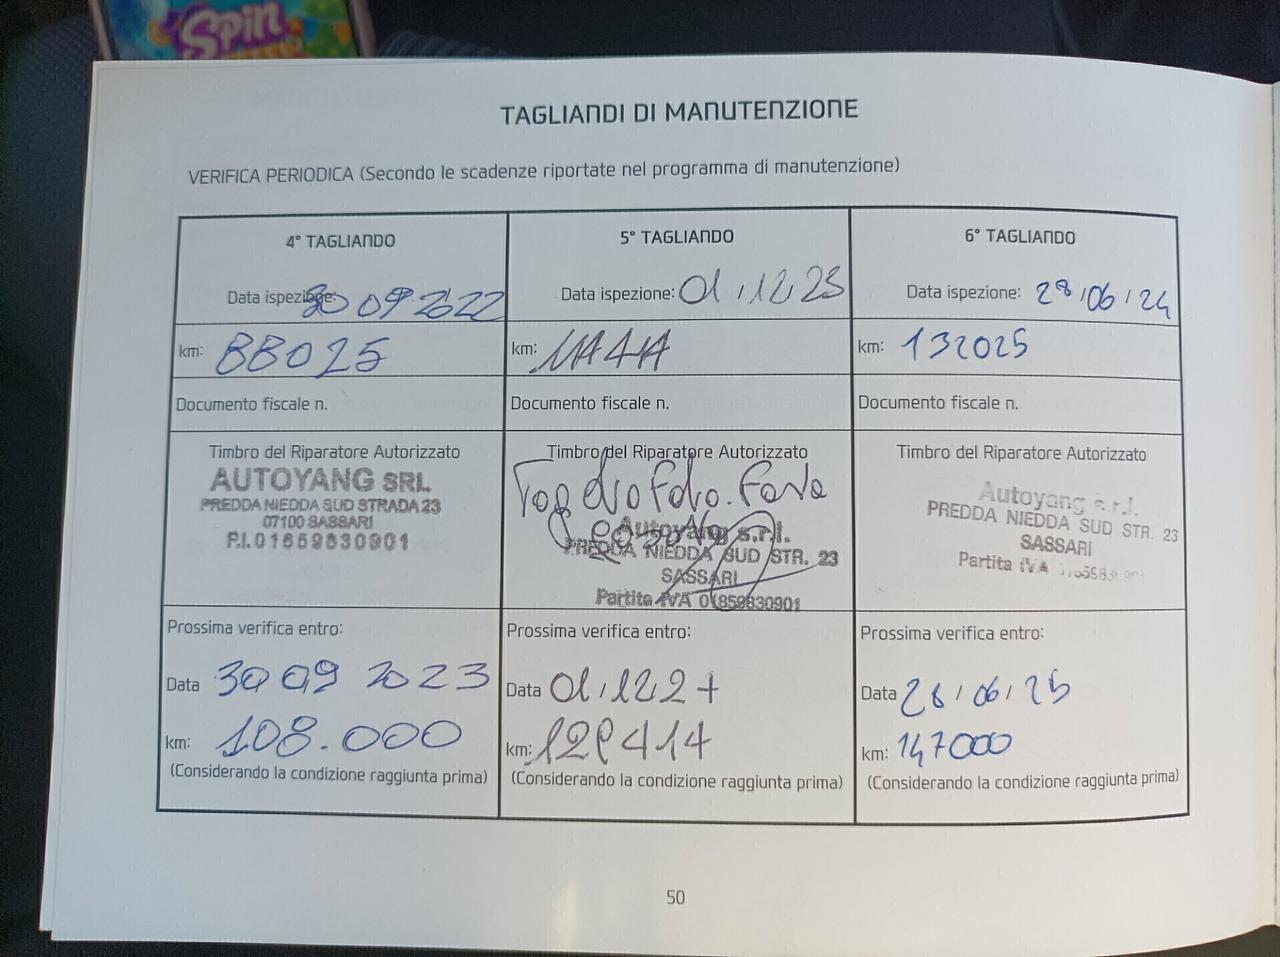 Spin
TAGLIANDI DI MANUTENZIONE
VERIFICA PERIODICA (Secondo le scadenze riportate nel programma di manutenzione)
4° TAGLIANDO
Data ispezione: 30 09 2022
km: 88025
Documento fiscale n.
Timbro del Riparatore Autorizzato
AUTOYANG SRL
PREDDA NIEDDA SUD STRADA 23
07100 SASSARI
P.I.01659830901
Prossima verifica entro:
Data 30 09 2023
km: 108.000
(Considerando la condizione raggiunta prima)
5° TAGLIANDO
Data ispezione: 01/12/23
km:
Documento fiscale n.
Timbro del Riparatore Autorizzato
Autoyang s.r.l.
PREDDA NIEDDA SUD STR. 23
SASSARI
Partita IVA
Prossima verifica entro:
Data 01/12
km:
(Considerando la condizione raggiunta prima)
6° TAGLIANDO
Data ispezione: 28/06/24
km: 132025
Documento fiscale n.
Timbro del Riparatore Autorizzato
Autoyang s.r.l.
PREDDA NIEDDA SUD STR. 23
SASSARI
Partita IVA
Prossima verifica entro:
Data 28/06/25
km: 147000
(Considerando la condizione raggiunta prima)
50